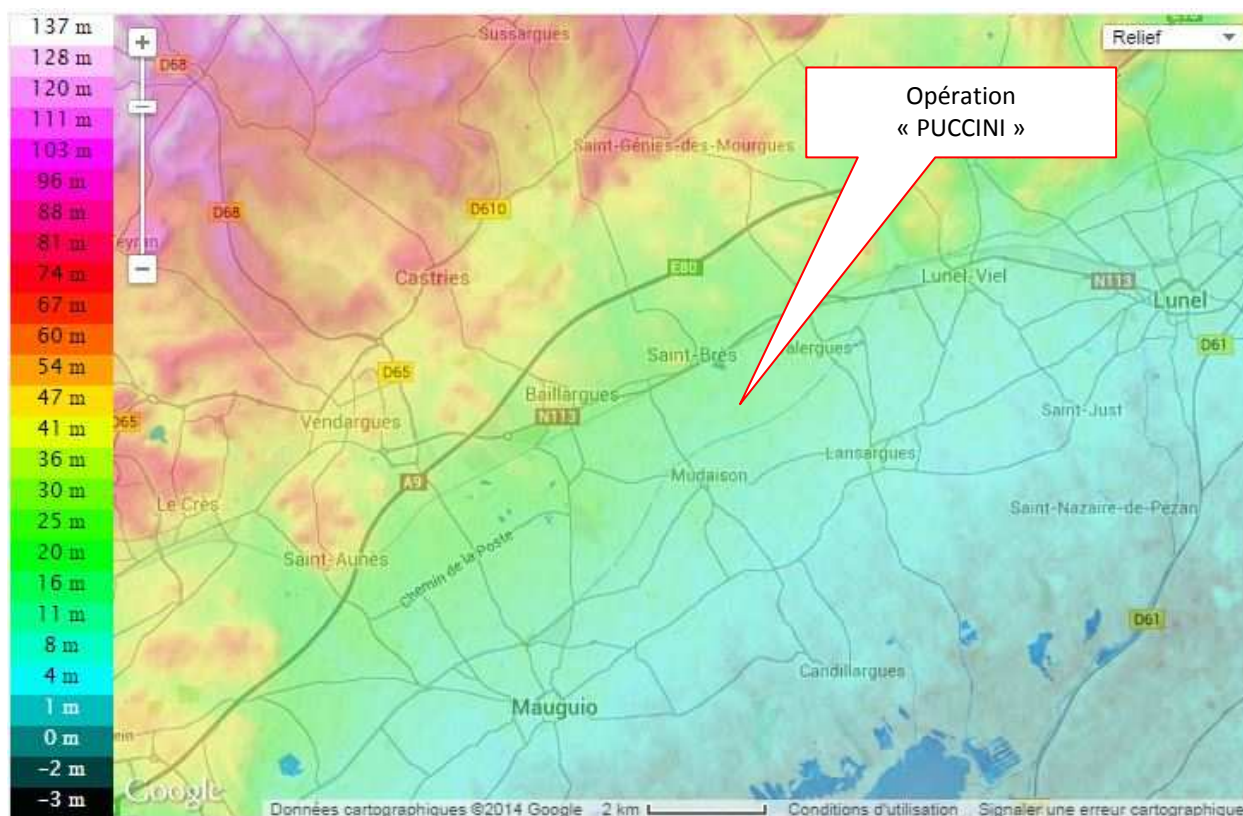 137 m
128 m
120 m
111 m
103 m
96 m
88 m
81 m
74 m
67 m
60 m
54 m
47 m
41 m
36 m
30 m
25 m
20 m
16 m
11 m
8 m
4 m
1 m
0 m
−2 m
−3 m
Relief
Opération
« PUCCINI »
Sussargues
D68
Saint-Géniès-des-Mourgues
D68
D610
Castries
E80
Lunel-Viel
N113
Lunel
Saint-Brès
D61
D65
Baillargues
N113
Saint-Just
D65
Vendargues
Lansargues
Mudaison
A9
Le Crès
Saint-Nazaire-de-Pézan
Saint-Aunès
Chemin de la Poste
D61
Candillargues
Mauguio
Google
Données cartographiques ©2014 Google
2 km
Conditions d'utilisation
Signaler une erreur cartographique